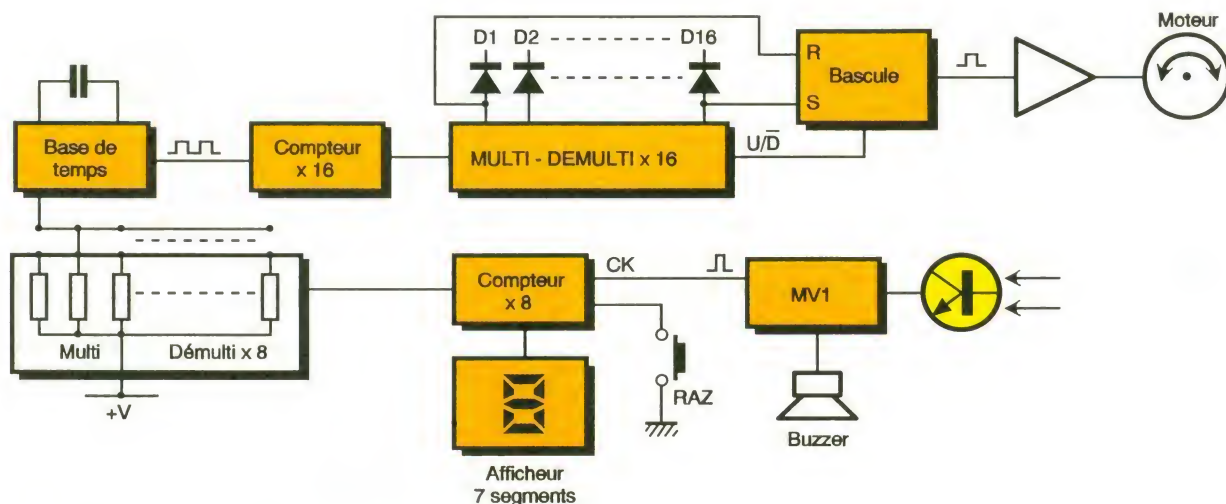 Moteur
D1 D2 D16
R
Bascule
S
Base de
temps
Compteur
x 16
MULTI - DEMULTI x 16
U/D̅
CK
Compteur
x 8
MV1
Multi
Démulti x 8
+V
RAZ
Buzzer
Afficheur
7 segments